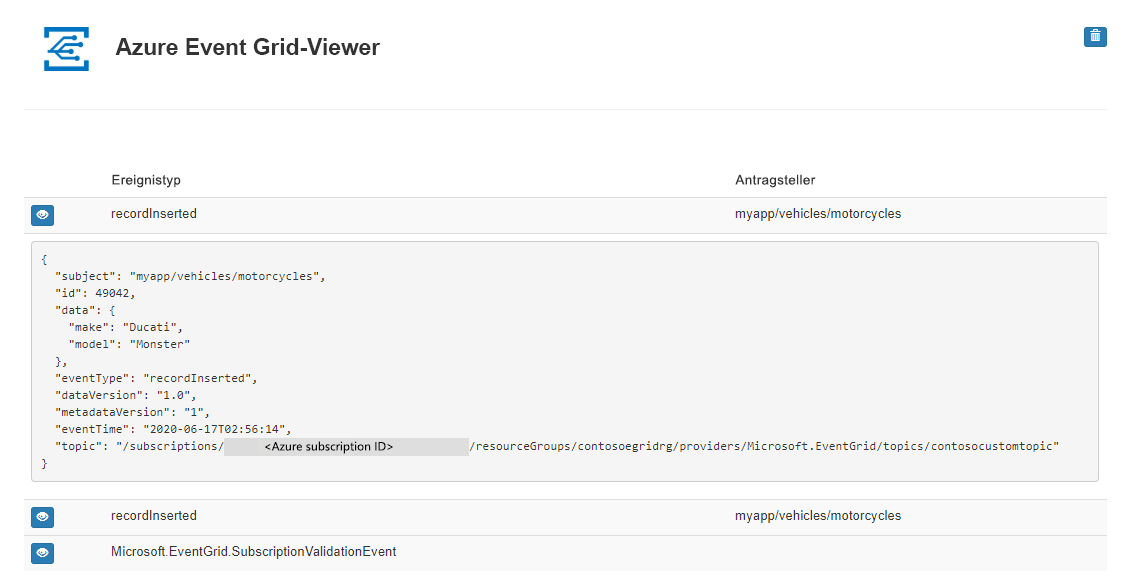 Azure Event Grid-Viewer
Ereignistyp Antragsteller
recordInserted myapp/vehicles/motorcycles
{
"subject": "myapp/vehicles/motorcycles",
"id": 49042,
"data": {
"make": "Ducati",
"model": "Monster"
},
"eventType": "recordInserted",
"dataVersion": "1.0",
"metadataVersion": "1",
"eventTime": "2020-06-17T02:56:14",
"topic": "/subscriptions/ <Azure subscription ID> /resourceGroups/contosoegridrg/providers/Microsoft.EventGrid/topics/contosocustomtopic"
}
recordInserted myapp/vehicles/motorcycles
Microsoft.EventGrid.SubscriptionValidationEvent